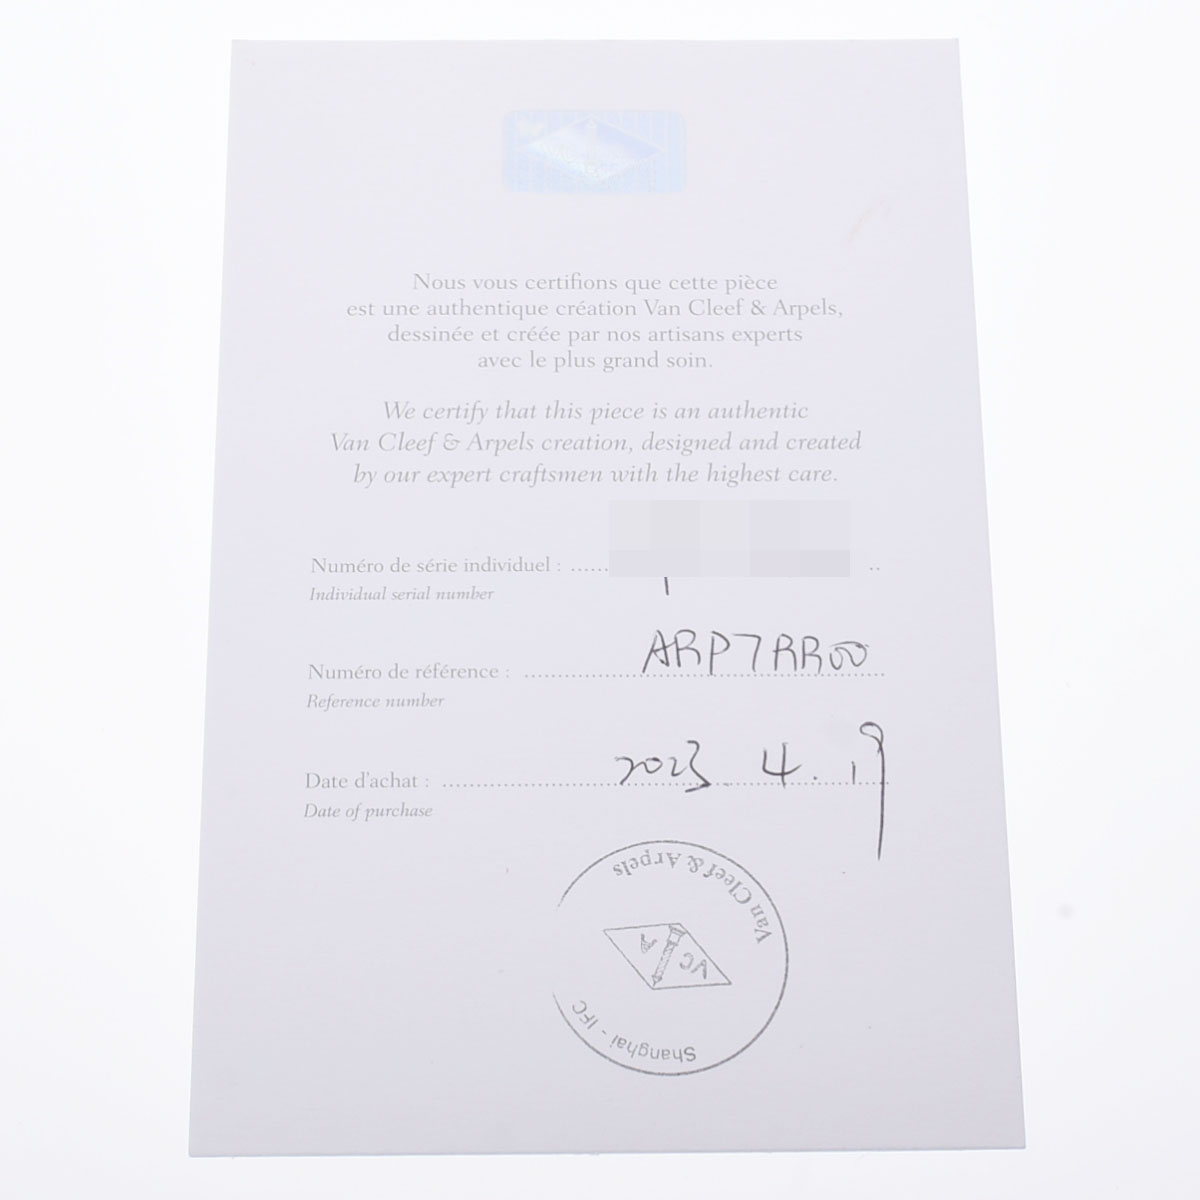 Nous vous certifions que cette pièce
est une authentique création Van Cleef & Arpels,
dessinée et créée par nos artisans experts
avec le plus grand soin.
We certify that this piece is an authentic
Van Cleef & Arpels creation, designed and created
by our expert craftsmen with the highest care.
Numéro de série individuel :
Individual serial number
Numéro de référence : ARP7RR00
Reference number
Date d'achat : 2023. 4. 19
Date of purchase
Van Cleef & Arpels
VC A
Shanghai - IFC